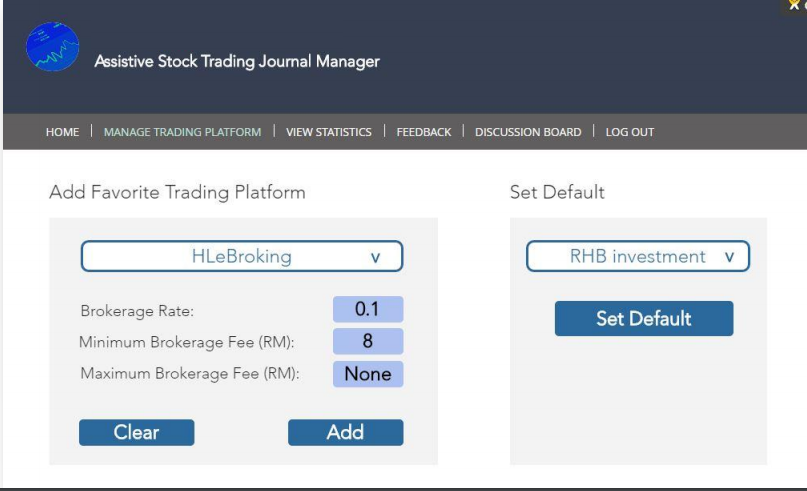 Assistive Stock Trading Journal Manager
HOME | MANAGE TRADING PLATFORM | VIEW STATISTICS | FEEDBACK | DISCUSSION BOARD | LOG OUT
Add Favorite Trading Platform
HLeBroking v
Brokerage Rate: 0.1
Minimum Brokerage Fee (RM): 8
Maximum Brokerage Fee (RM): None
Clear Add
Set Default
RHB investment v
Set Default